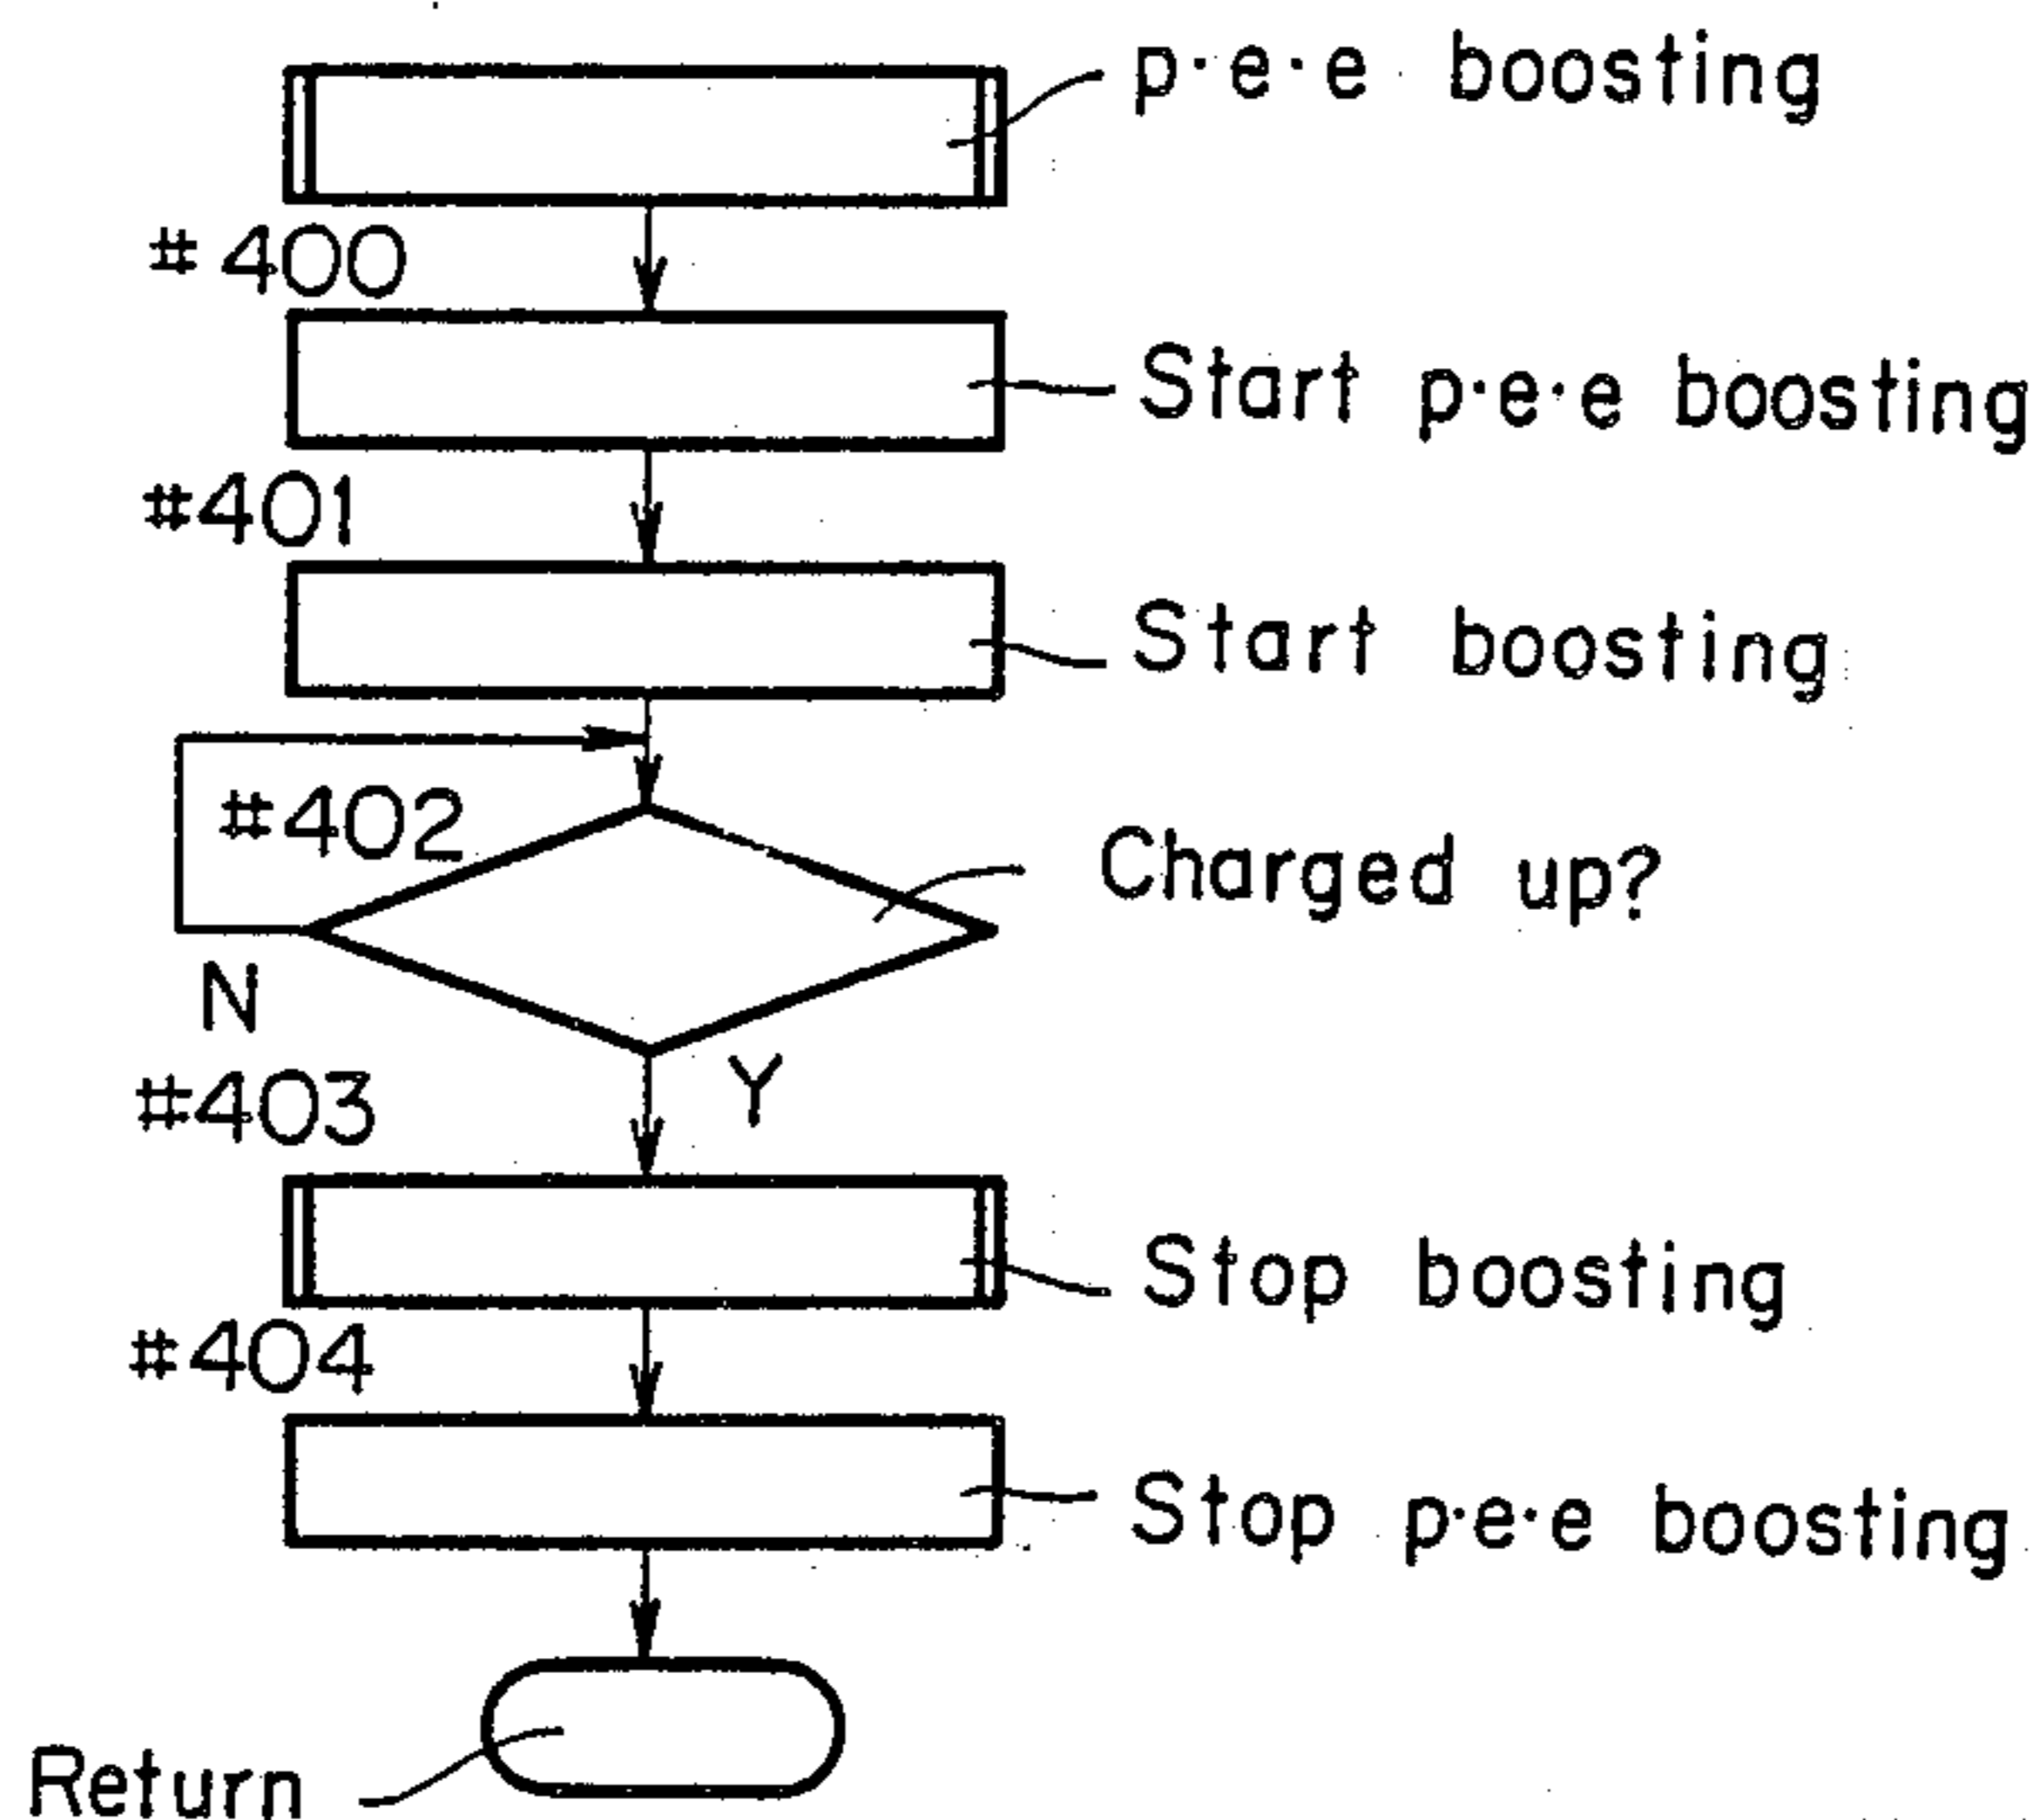 p·e·e boosting
#400
Start p·e·e boosting
#401
Start boosting
#402
Charged up?
N
Y
#403
Stop boosting
#404
Stop p·e·e boosting
Return